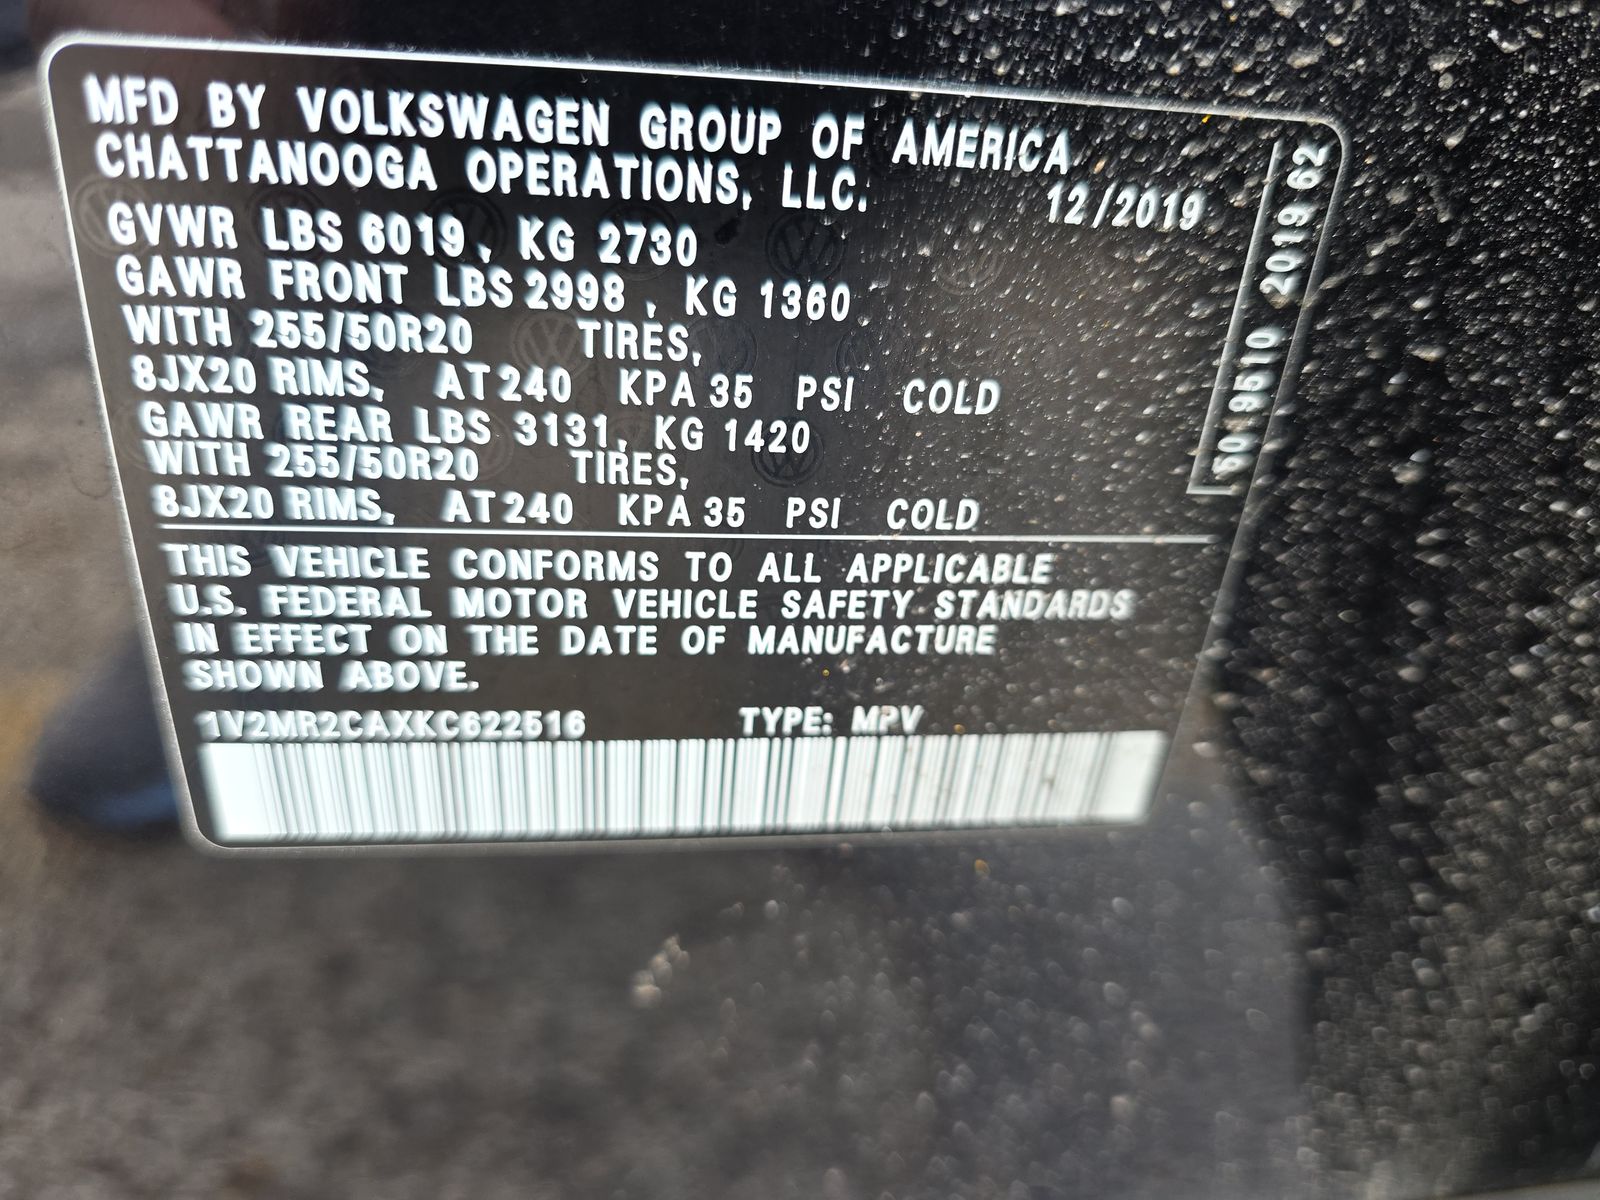 MFD BY VOLKSWAGEN GROUP OF AMERICA
CHATTANOOGA OPERATIONS, LLC.
12/2019
GVWR LBS 6019, KG 2730
GAWR FRONT LBS 2998, KG 1360
WITH 255/50R20 TIRES,
8JX20 RIMS, AT 240 KPA 35 PSI COLD
GAWR REAR LBS 3131, KG 1420
WITH 255/50R20 TIRES,
8JX20 RIMS, AT 240 KPA 35 PSI COLD
THIS VEHICLE CONFORMS TO ALL APPLICABLE
U.S. FEDERAL MOTOR VEHICLE SAFETY STANDARDS
IN EFFECT ON THE DATE OF MANUFACTURE
SHOWN ABOVE.
1V2MR2CAXKC622516 TYPE: MPV
50 19510 2019 62